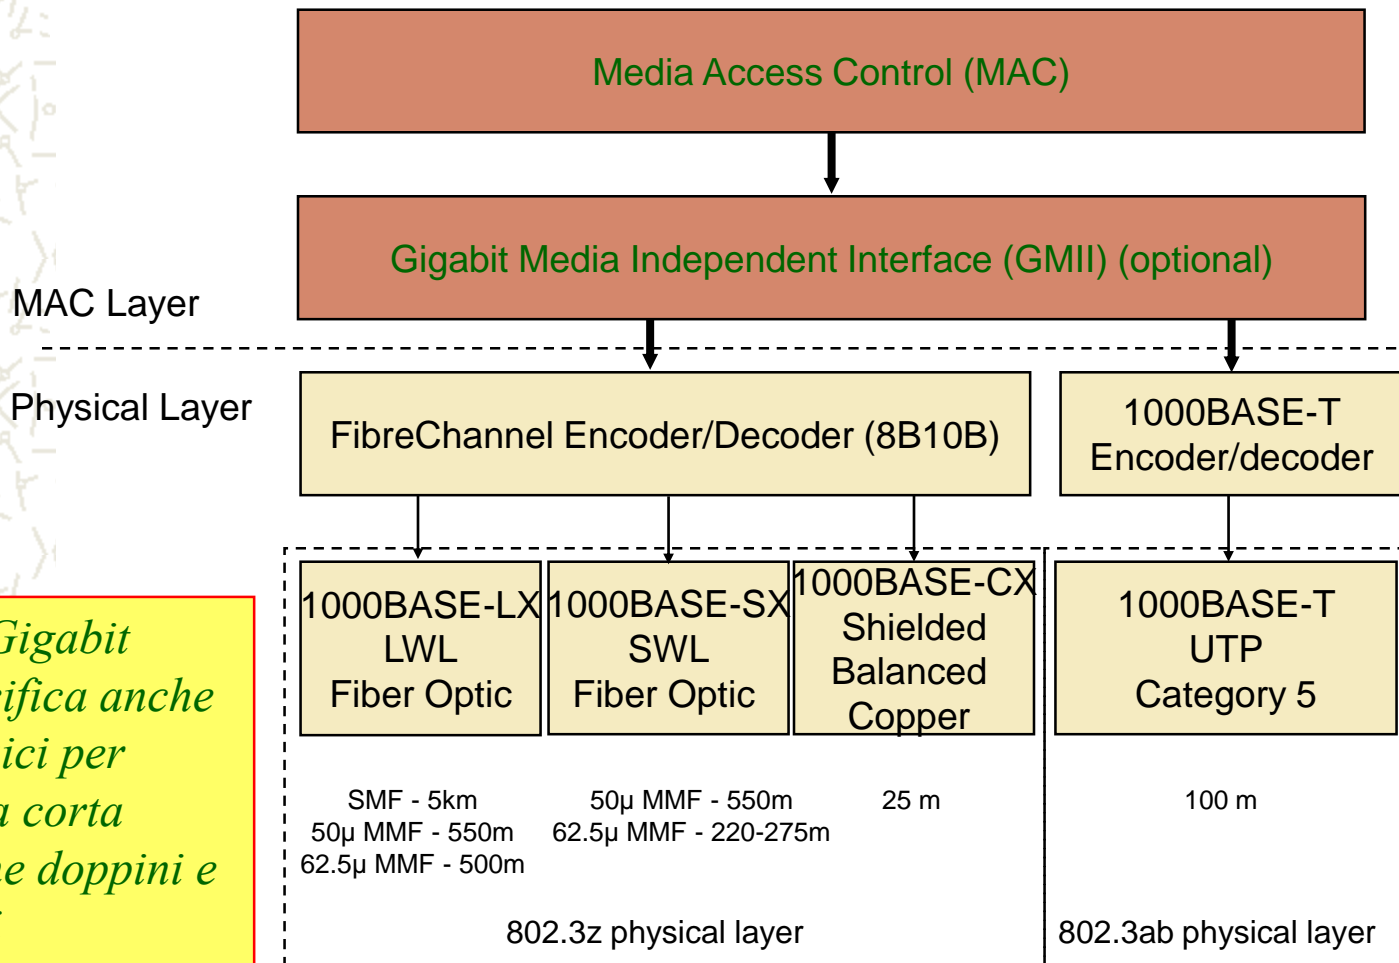 Media Access Control (MAC)
Gigabit Media Independent Interface (GMII) (optional)
MAC Layer
Physical Layer
FibreChannel Encoder/Decoder (8B10B)
1000BASE-T
Encoder/decoder
1000BASE-LX
LWL
Fiber Optic
1000BASE-SX
SWL
Fiber Optic
1000BASE-CX
Shielded
Balanced
Copper
1000BASE-T
UTP
Category 5
SMF - 5km
50µ MMF - 550m
62.5µ MMF - 500m
50µ MMF - 550m
62.5µ MMF - 220-275m
25 m
100 m
802.3z physical layer
802.3ab physical layer
Gigabit
anche
per
corta
doppini e